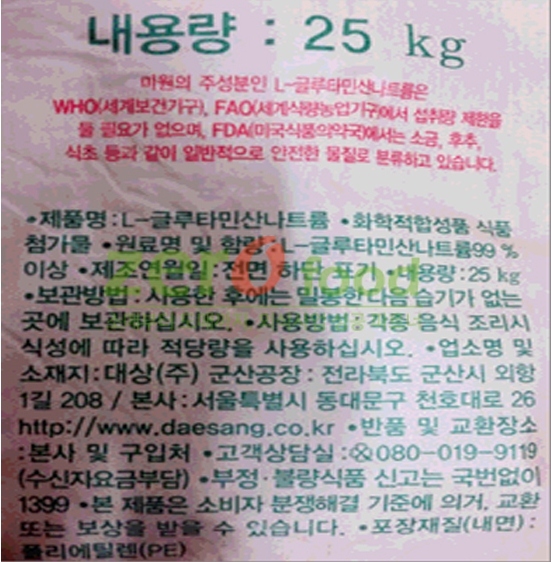 내용량 : 25 kg
미원의 주성분인 L-글루타민산나트륨은
WHO(세계보건기구), FAO(세계식량농업기구)에서 섭취량 제한을
둘 필요가 없으며, FDA(미국식품의약국)에서는 소금, 후추,
식초 등과 같이 일반적으로 안전한 물질로 분류하고 있습니다.
•제품명:L-글루타민산나트륨 •화학적합성품 식품
첨가물 •원료명 및 함량:L-글루타민산나트륨99 %
이상 •제조연월일:전면 하단 표기 •내용량:25 kg
•보관방법:사용한 후에는 밀봉한다음 습기가 없는
곳에 보관하십시오. •사용방법:각종 음식 조리시
식성에 따라 적당량을 사용하십시오. •업소명 및
소재지:대상(주) 군산공장 : 전라북도 군산시 외항
1길 208 / 본사:서울특별시 동대문구 천호대로 26
http://www.daesang.co.kr •반품 및 교환장소
:본사 및 구입처 •고객상담실:080-019-9119
(수신자요금부담) •부정·불량식품 신고는 국번없이
1399 •본 제품은 소비자 분쟁해결 기준에 의거, 교환
또는 보상을 받을 수 있습니다. •포장재질(내면) :
폴리에틸렌(PE)
zero food